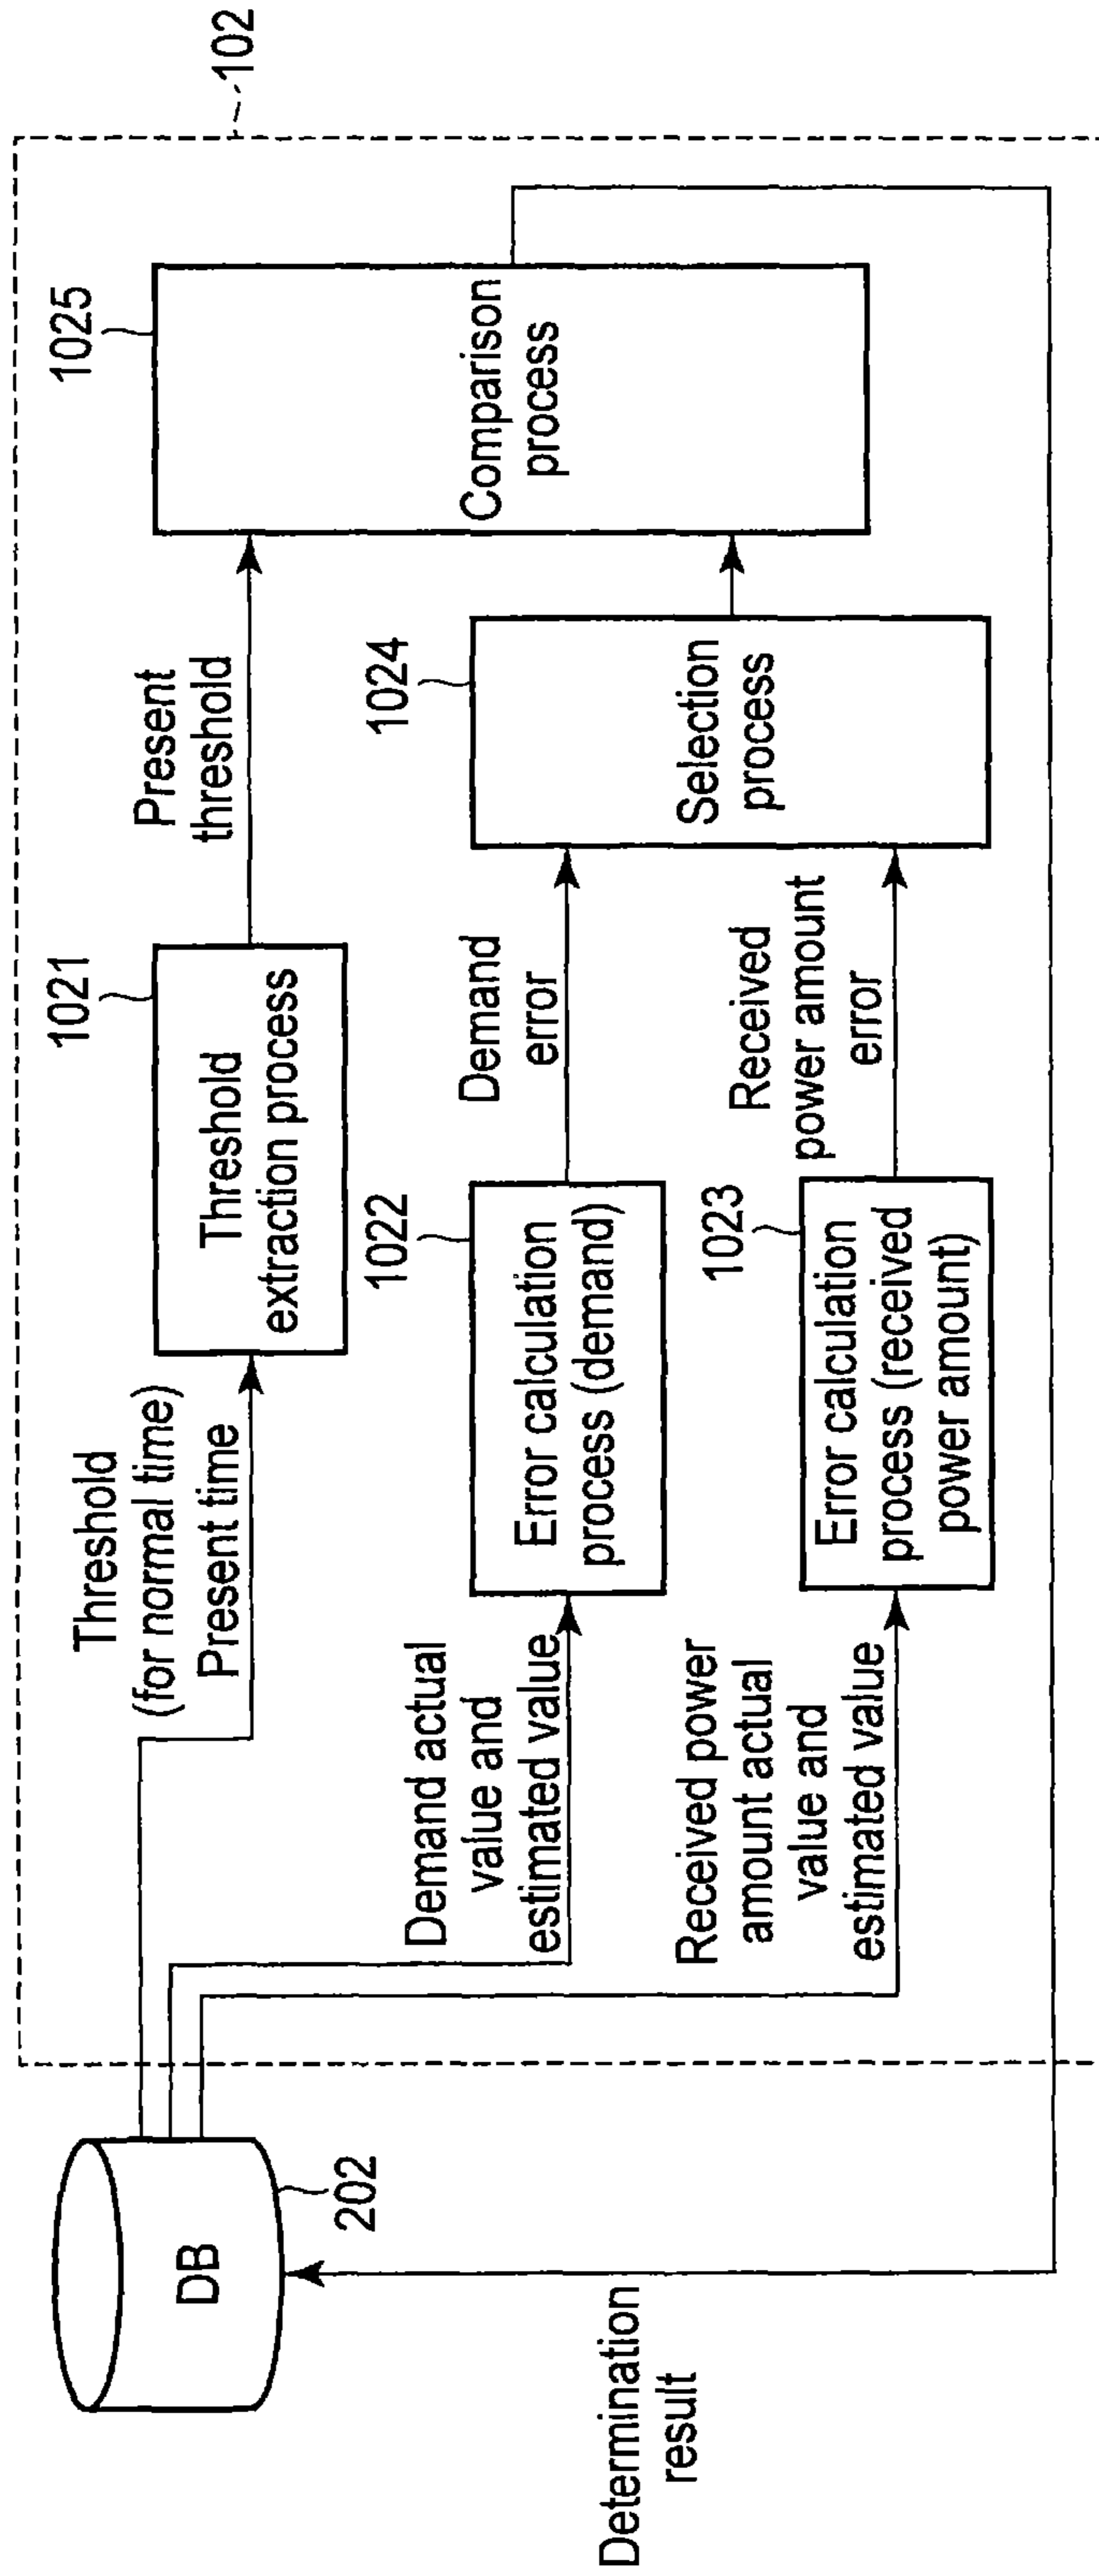 102
DB
202
Threshold
(for normal time)
Present time
1021
Threshold
extraction process
Present
threshold
1025
Comparison
process
Demand actual
value and
estimated value
1022
Error calculation
process (demand)
Demand
error
1024
Selection
process
Received power
amount actual
value and
estimated value
1023
Error calculation
process (received
power amount)
Received
power amount
error
Determination
result